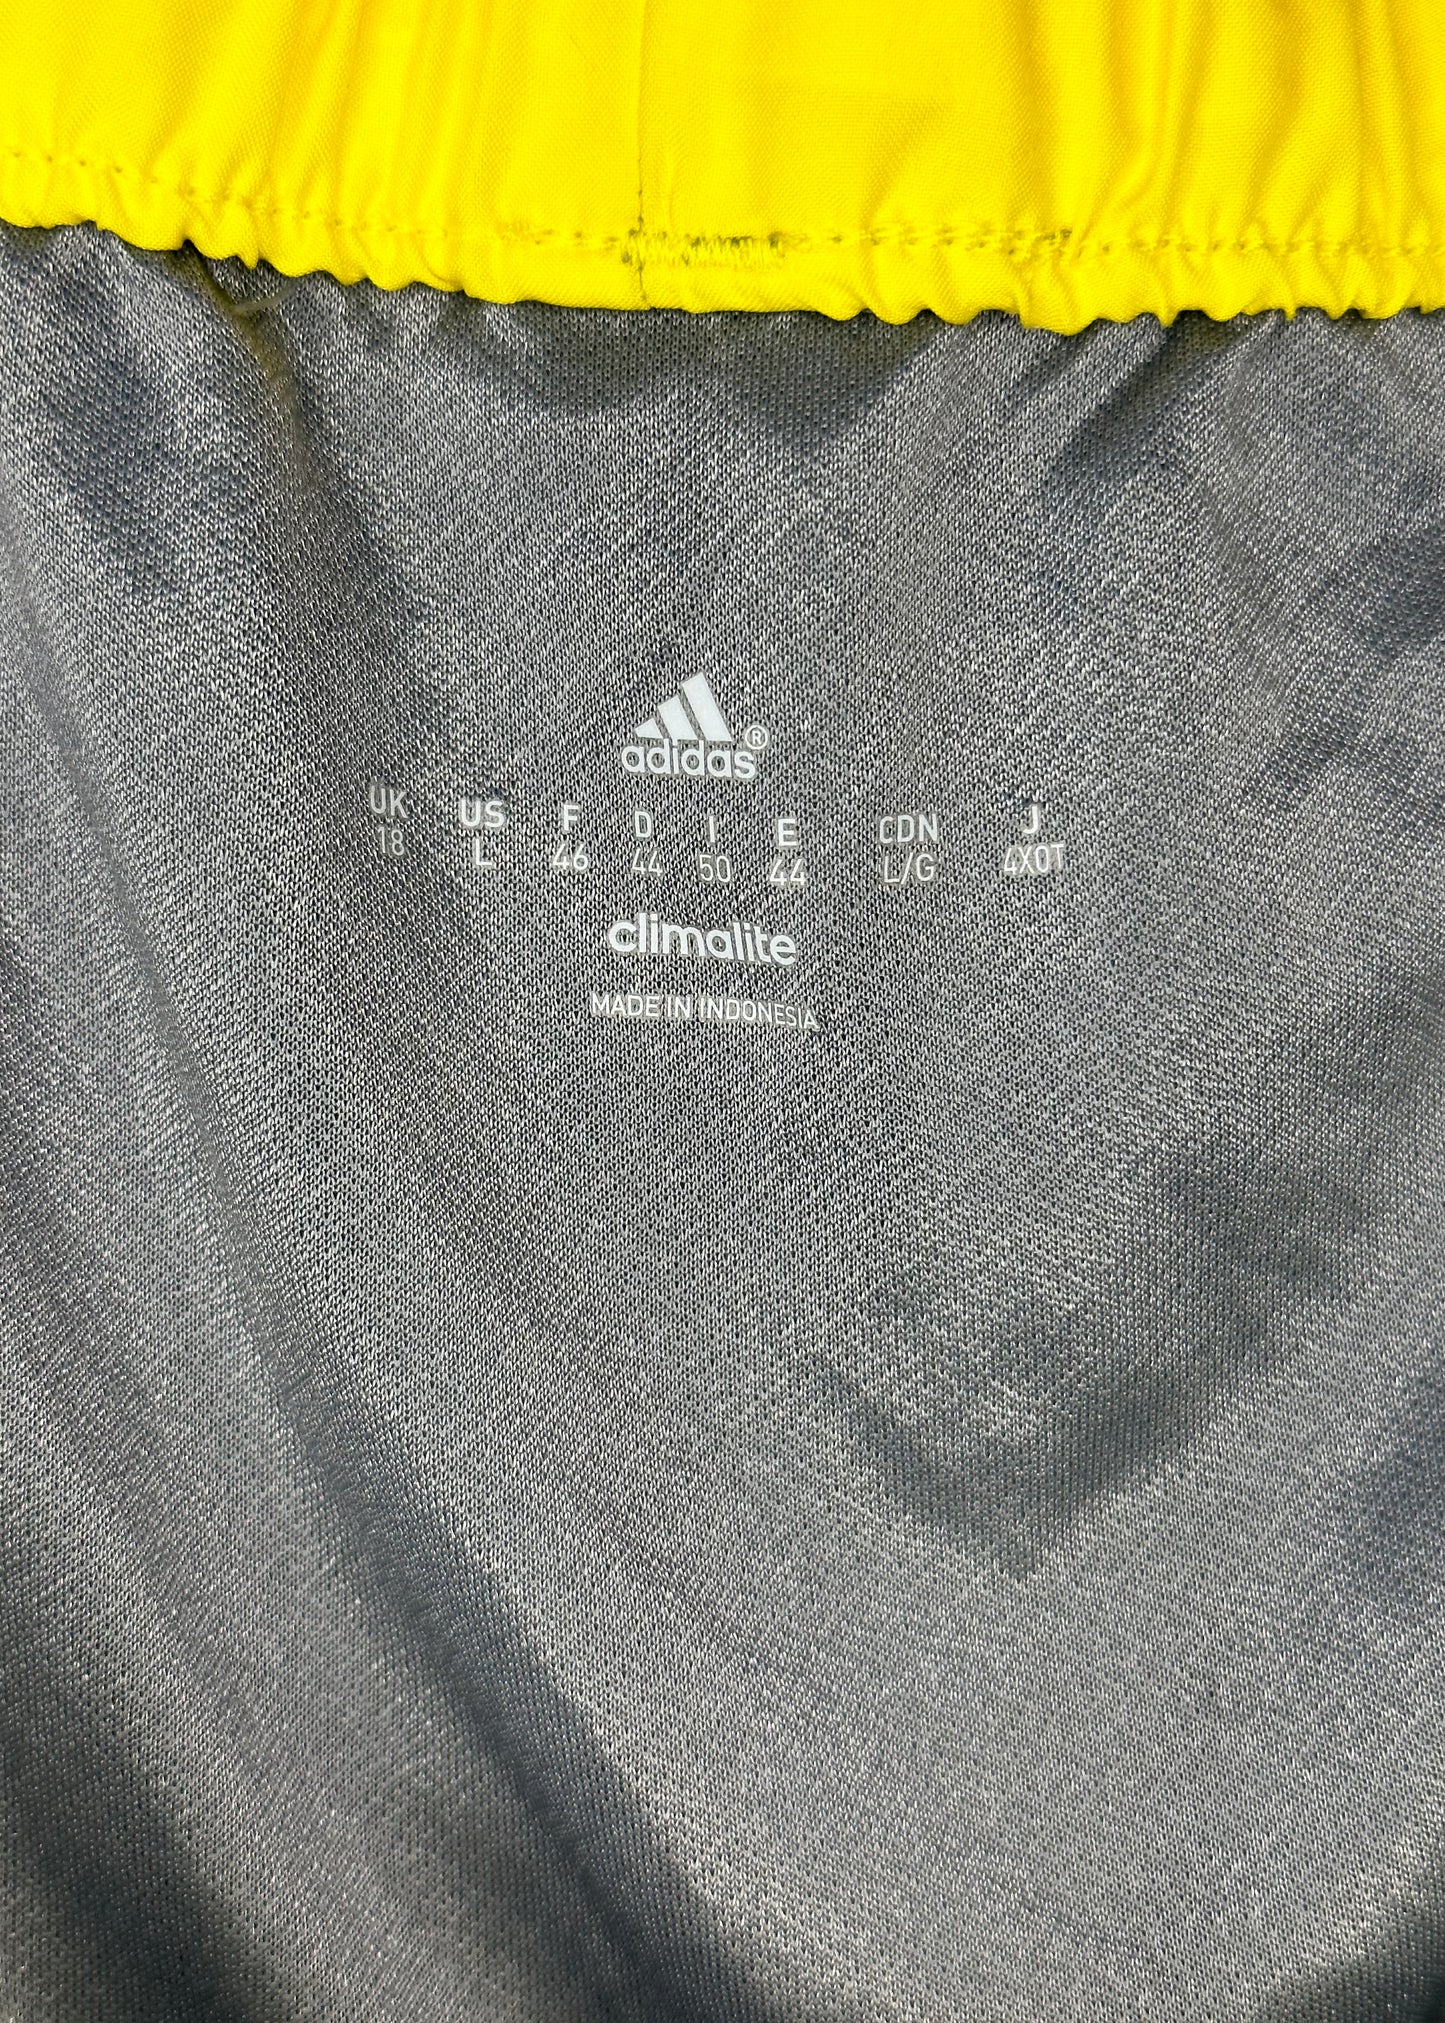 adidas®
UK US F D I E CDN J
18 L 46 44 50 44 L/G 4XOT
climalite
MADE IN INDONESIA